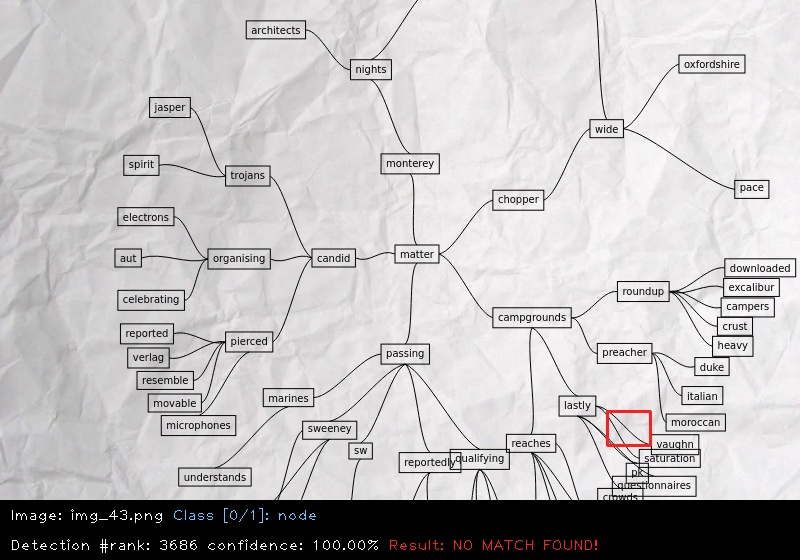 architects
nights
oxfordshire
jasper
wide
spirit
monterey
trojans
pace
chopper
electrons
aut
organising
candid
matter
downloaded
excalibur
celebrating
roundup
campers
campgrounds
crust
reported
pierced
heavy
verlag
passing
preacher
duke
resemble
marines
italian
movable
lastly
microphones
sweeney
moroccan
sw
reaches
vaughn
reportedly
qualifying
saturation
understands
pk
questionnaires
crowds
Image: img_43.png Class [0/1]: node
Detection #rank: 3686 confidence: 100.00% Result: NO MATCH FOUND!